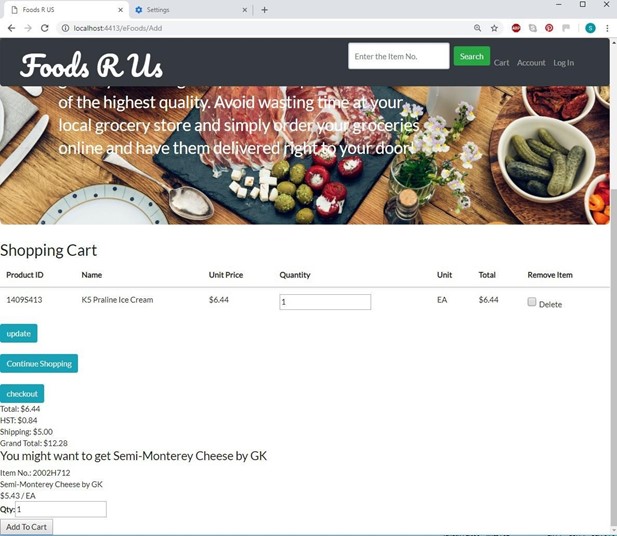 Foods R US
Settings
localhost:4413/eFoods/Add
Foods R Us
Enter the Item No.
Search
Cart
Account
Log In
of the highest quality. Avoid wasting time at your
local grocery store and simply order your groceries
online and have them delivered right to your door!
Shopping Cart
Product ID Name Unit Price Quantity Unit Total Remove Item
1409S413 K5 Praline Ice Cream $6.44 1 EA $6.44 Delete
update
Continue Shopping
checkout
Total: $6.44
HST: $0.84
Shipping: $5.00
Grand Total: $12.28
You might want to get Semi-Monterey Cheese by GK
Item No.: 2002H712
Semi-Monterey Cheese by GK
$5.43 / EA
Qty: 1
Add To Cart